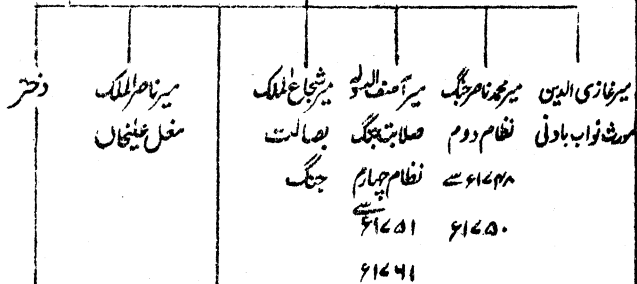 میر غازی الدین
مورث نواب باونی
میر محمد ناصر جنگ
نظام دوم
۱۷۴۸ء سے
۱۷۵۰ء
میر آصف الدولہ
صلابت جنگ
نظام چہارم
۱۷۵۱ء سے
۱۷۶۱ء
میر شجاع الملک
بصالت
جنگ
میر ناصر الملک
مغل علیخاں
دختر